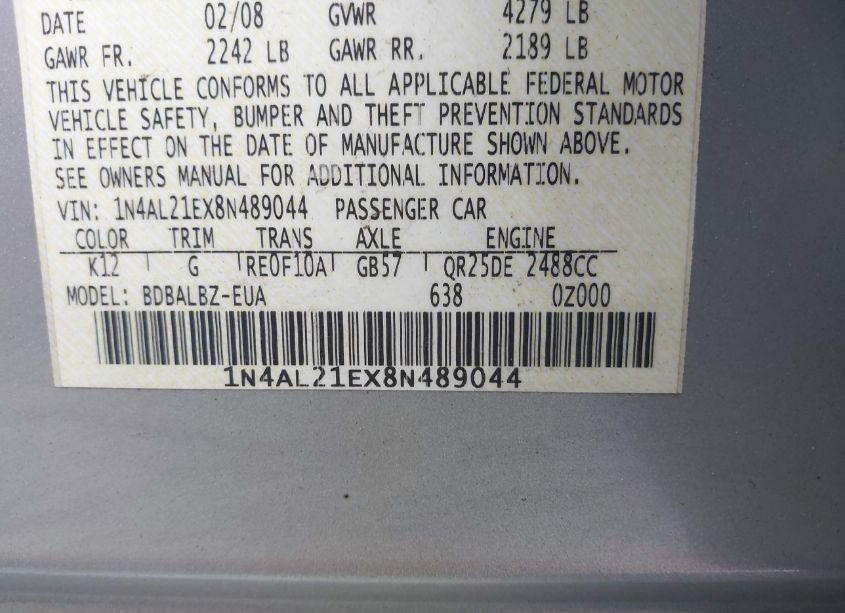 DATE 02/08 GVWR 4279 LB
GAWR FR. 2242 LB GAWR RR. 2189 LB
THIS VEHICLE CONFORMS TO ALL APPLICABLE FEDERAL MOTOR
VEHICLE SAFETY, BUMPER AND THEFT PREVENTION STANDARDS
IN EFFECT ON THE DATE OF MANUFACTURE SHOWN ABOVE.
SEE OWNERS MANUAL FOR ADDITIONAL INFORMATION.
VIN: 1N4AL21EX8N489044 PASSENGER CAR
COLOR TRIM TRANS AXLE ENGINE
K12 G RE0F10A GB57 QR25DE 2488CC
MODEL: BDBALBZ-EUA 638 0Z000
1N4AL21EX8N489044